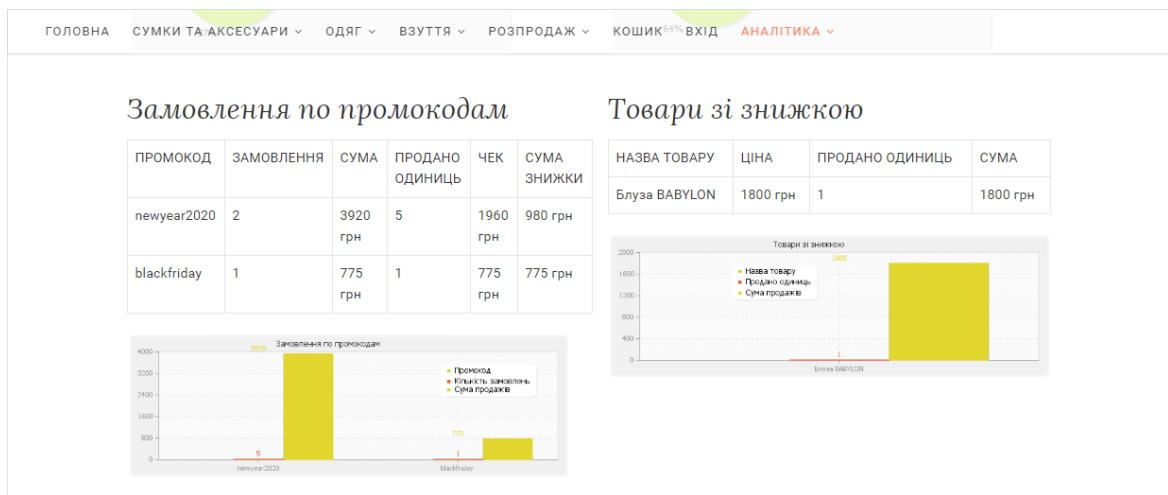 ГОЛОВНА СУМКИ ТА АКСЕСУАРИ ОДЯГ ВЗУТТЯ РОЗПРОДАЖ КОШИК 64% ВХІД АНАЛІТИКА
Замовлення по промокодам
ПРОМОКОД ЗАМОВЛЕННЯ СУМА ПРОДАНО ЧЕК СУМА
ОДИНИЦЬ ЗНИЖКИ
newyear2020 2 3920 5 1960 980 грн
грн грн
blackfriday 1 775 1 775 775 грн
грн грн
Замовлення по промокодам
4000
3920
3200
Промокод
Кількість замовлень
Сума продажів
2400
1600
800
775
0
5
1
newyear2020 blackfriday
Товари зі знижкою
НАЗВА ТОВАРУ ЦІНА ПРОДАНО ОДИНИЦЬ СУМА
Блуза BABYLON 1800 грн 1 1800 грн
Товари зі знижкою
2000
1800
Назва товару
1600
Продано одиниць
Сума продажів
1200
800
400
1
0
Блуза BABYLON